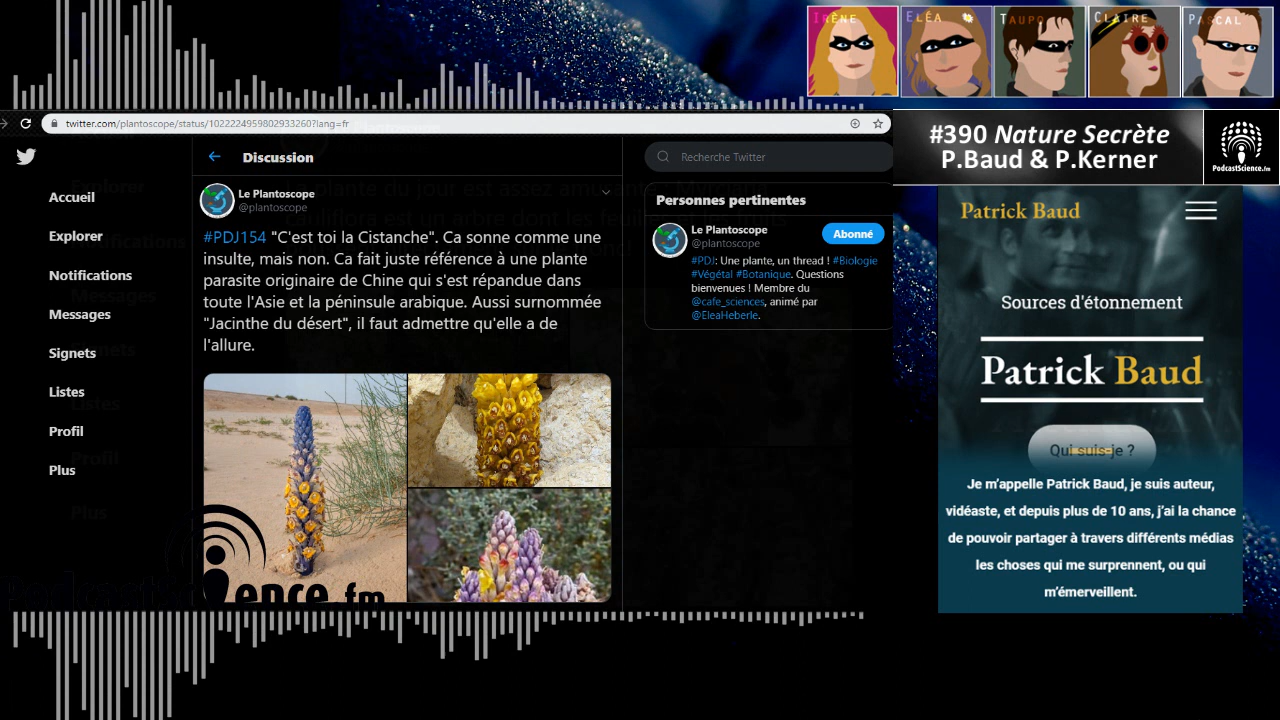 IRÈNE
ELÉA
TAUPO
CLAIRE
PASCAL
twitter.com/plantoscope/status/1022224959802933260?lang=fr
#390 Nature Secrète
P.Baud & P.Kerner
PodcastScience.fm
Accueil
Explorer
Notifications
Messages
Signets
Listes
Profil
Plus
Discussion
Le Plantoscope
@plantoscope
#PDJ154 "C'est toi la Cistanche". Ca sonne comme une
insulte, mais non. Ca fait juste référence à une plante
parasite originaire de Chine qui s'est répandue dans
toute l'Asie et la péninsule arabique. Aussi surnommée
"Jacinthe du désert", il faut admettre qu'elle a de
l'allure.
Recherche Twitter
Personnes pertinentes
Le Plantoscope
@plantoscope
Abonné
#PDJ: Une plante, un thread ! #Biologie
#Végétal #Botanique. Questions
bienvenues ! Membre du
@cafe_sciences, animé par
@EleaHeberle.
Patrick Baud
Sources d'étonnement
Patrick Baud
Qui suis-je ?
Je m'appelle Patrick Baud, je suis auteur,
vidéaste, et depuis plus de 10 ans, j'ai la chance
de pouvoir partager à travers différents médias
les choses qui me surprennent, ou qui
m'émerveillent.
PodcastScience.fm